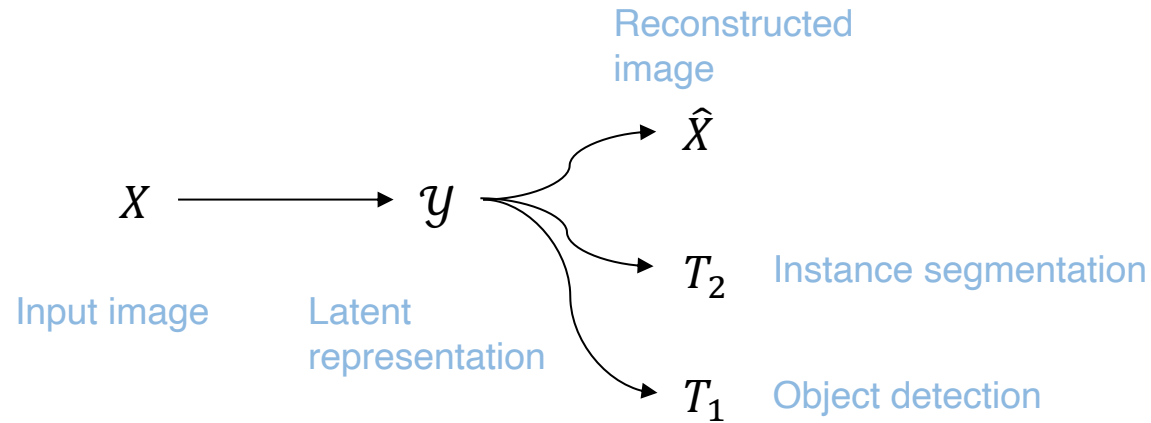 Reconstructed
image
X̂
X
𝒴
T₂ Instance segmentation
Input image
Latent
representation
T₁ Object detection